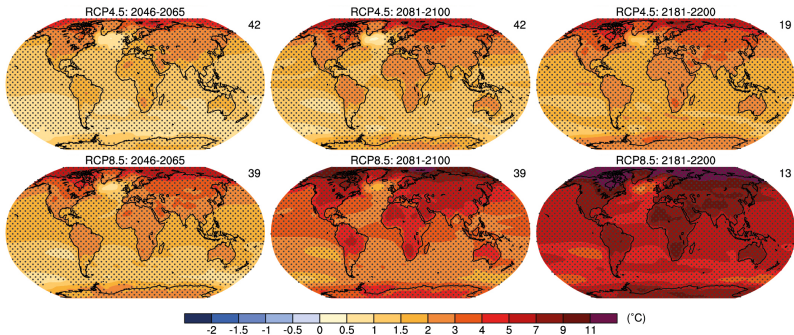 RCP4.5: 2046-2065 42
RCP4.5: 2081-2100 42
RCP4.5: 2181-2200 19
RCP8.5: 2046-2065 39
RCP8.5: 2081-2100 39
RCP8.5: 2181-2200 13
(°C)
-2 -1.5 -1 -0.5 0 0.5 1 1.5 2 3 4 5 7 9 11